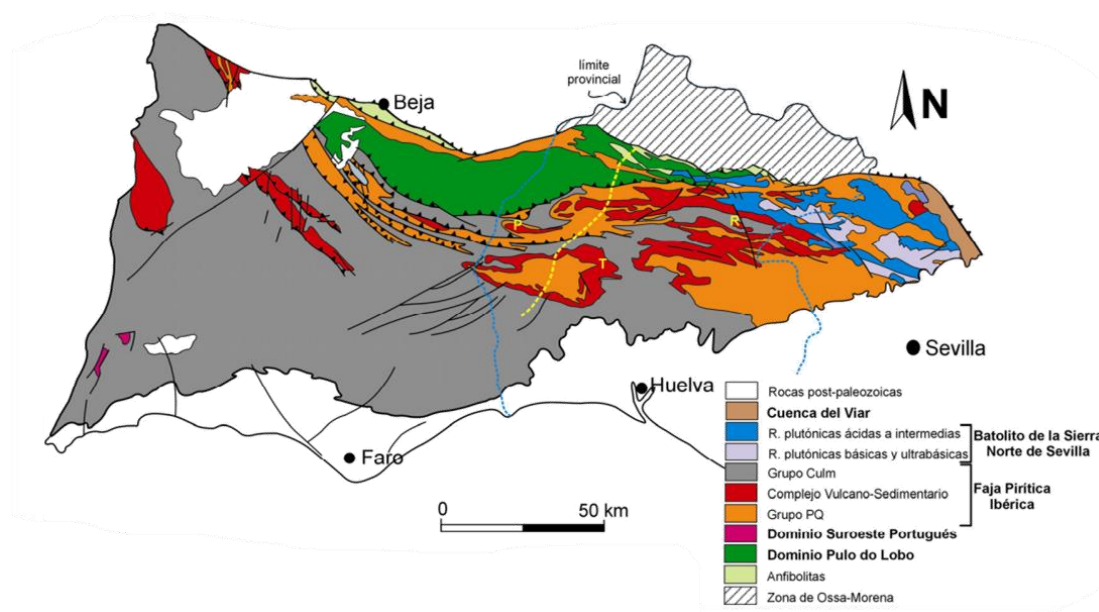 límite
provincial
Beja
N
P
R
T
Sevilla
Huelva
Faro
0
50 km
Rocas post-paleozoicas
Cuenca del Viar
R. plutónicas ácidas a intermedias
R. plutónicas básicas y ultrabásicas
Batolito de la Sierra
Norte de Sevilla
Grupo Culm
Complejo Vulcano-Sedimentario
Grupo PQ
Faja Pirítica
Ibérica
Dominio Suroeste Portugués
Dominio Pulo do Lobo
Anfibolitas
Zona de Ossa-Morena